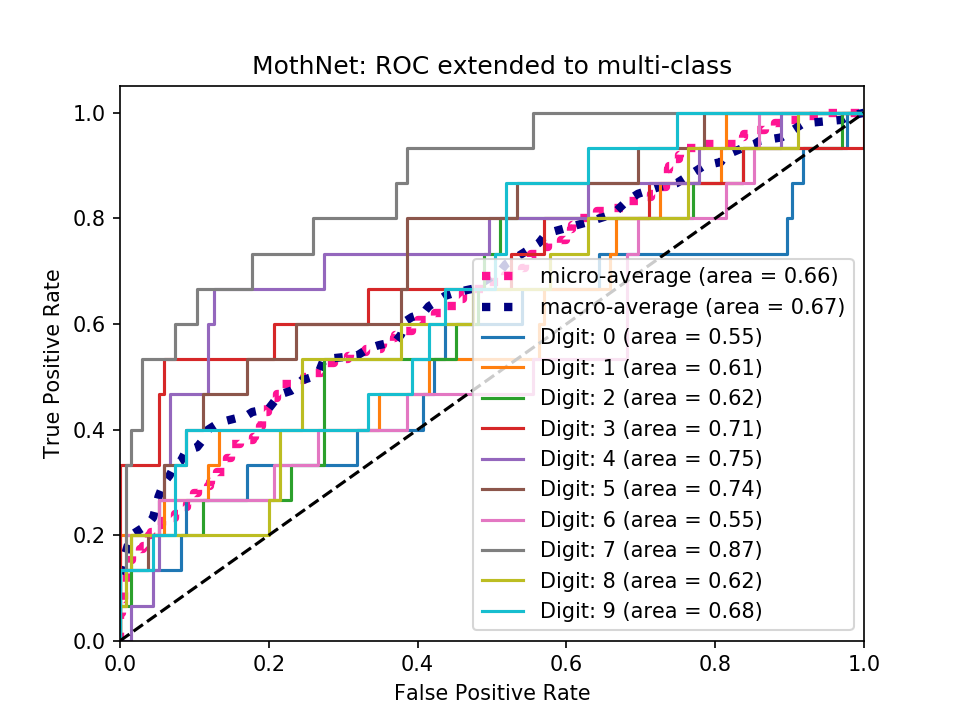 MothNet: ROC extended to multi-class
1.0
0.8
0.6
0.4
0.2
0.0
True Positive Rate
micro-average (area = 0.66)
macro-average (area = 0.67)
Digit: 0 (area = 0.55)
Digit: 1 (area = 0.61)
Digit: 2 (area = 0.62)
Digit: 3 (area = 0.71)
Digit: 4 (area = 0.75)
Digit: 5 (area = 0.74)
Digit: 6 (area = 0.55)
Digit: 7 (area = 0.87)
Digit: 8 (area = 0.62)
Digit: 9 (area = 0.68)
0.0 0.2 0.4 0.6 0.8 1.0
False Positive Rate